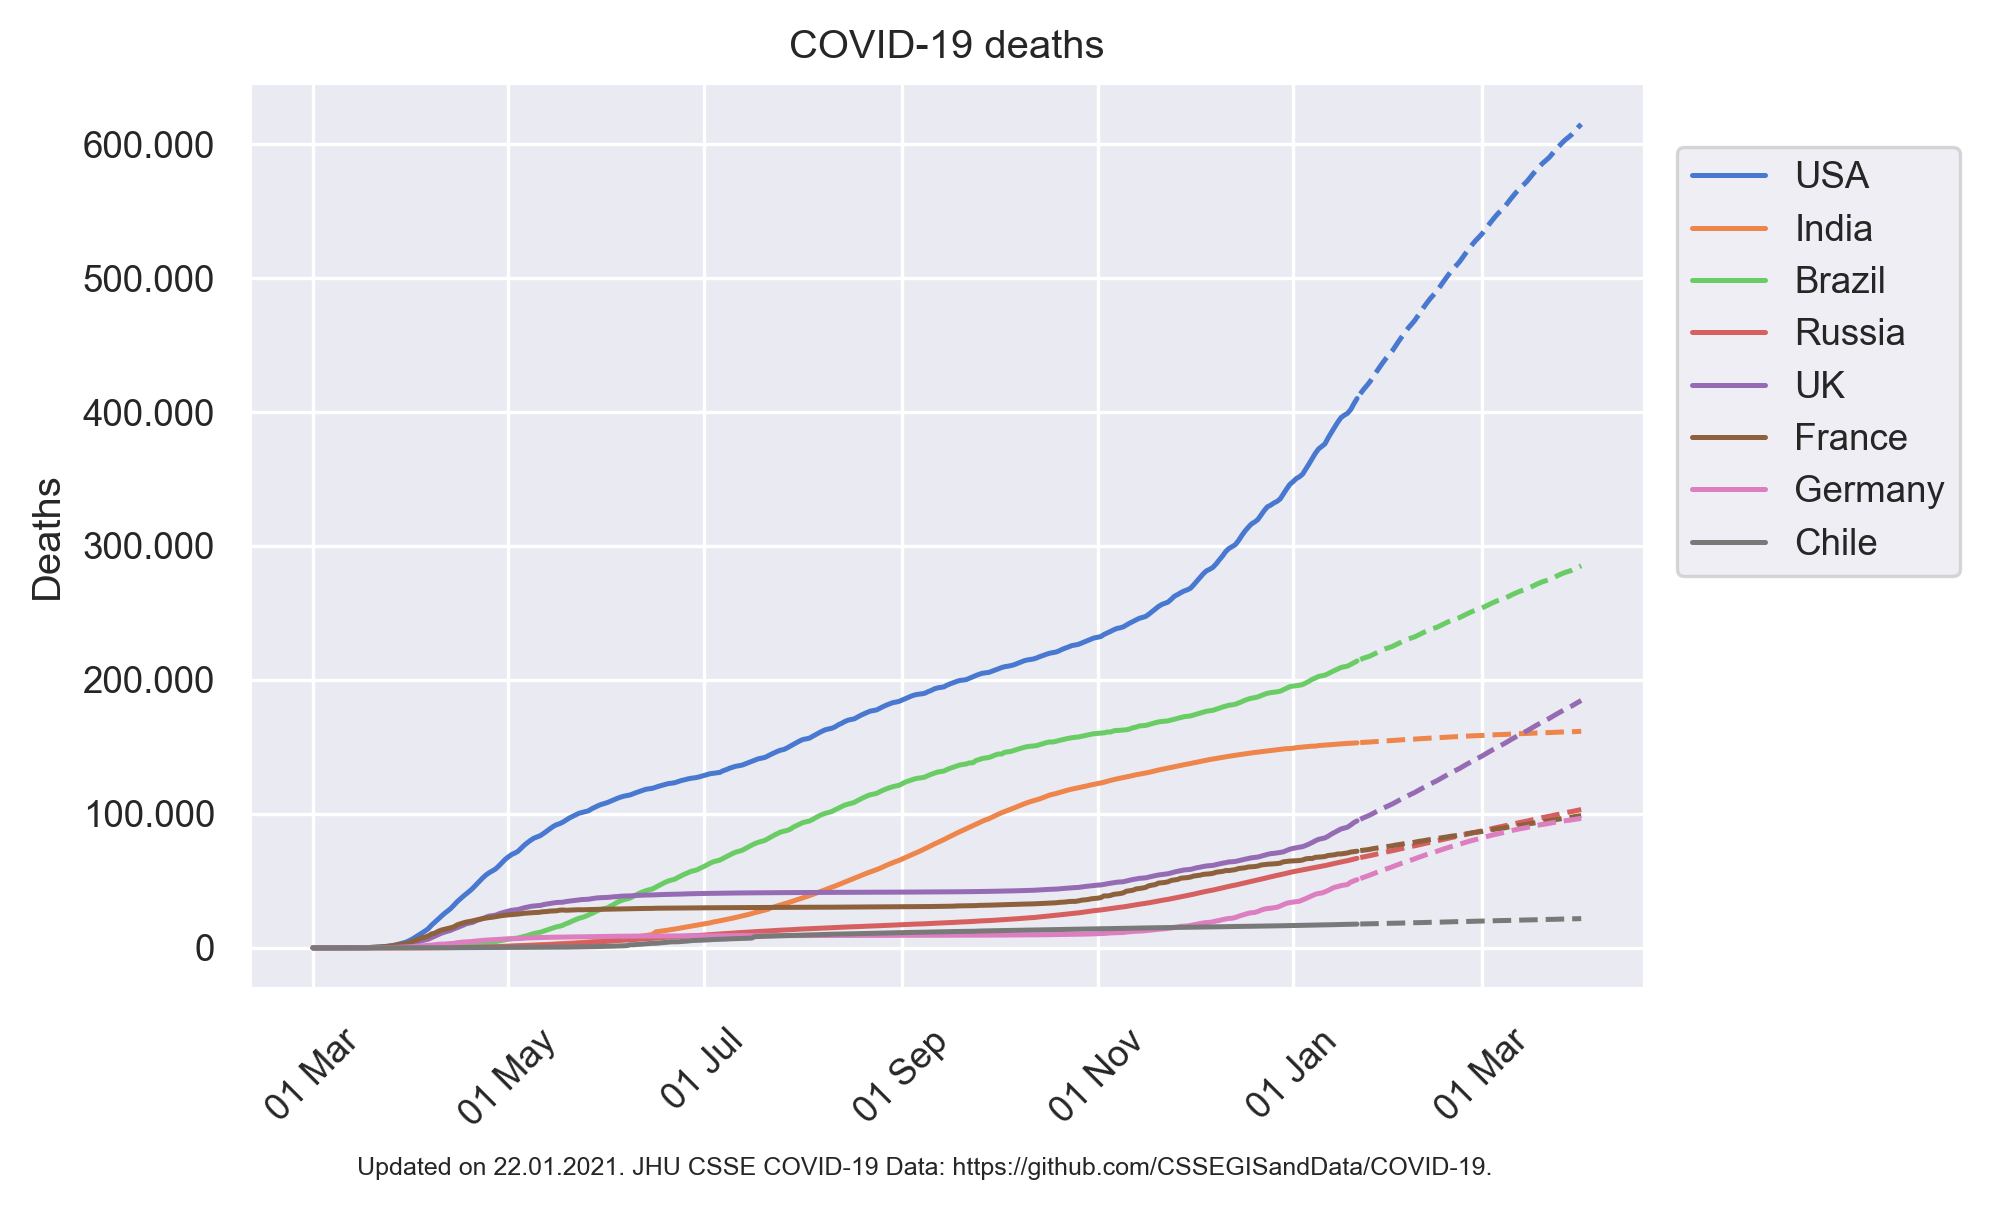 COVID-19 deaths
600.000
500.000
400.000
300.000
200.000
100.000
0
Deaths
USA
India
Brazil
Russia
UK
France
Germany
Chile
01 Mar
01 May
01 Jul
01 Sep
01 Nov
01 Jan
01 Mar
Updated on 22.01.2021. JHU CSSE COVID-19 Data: https://github.com/CSSEGISandData/COVID-19.